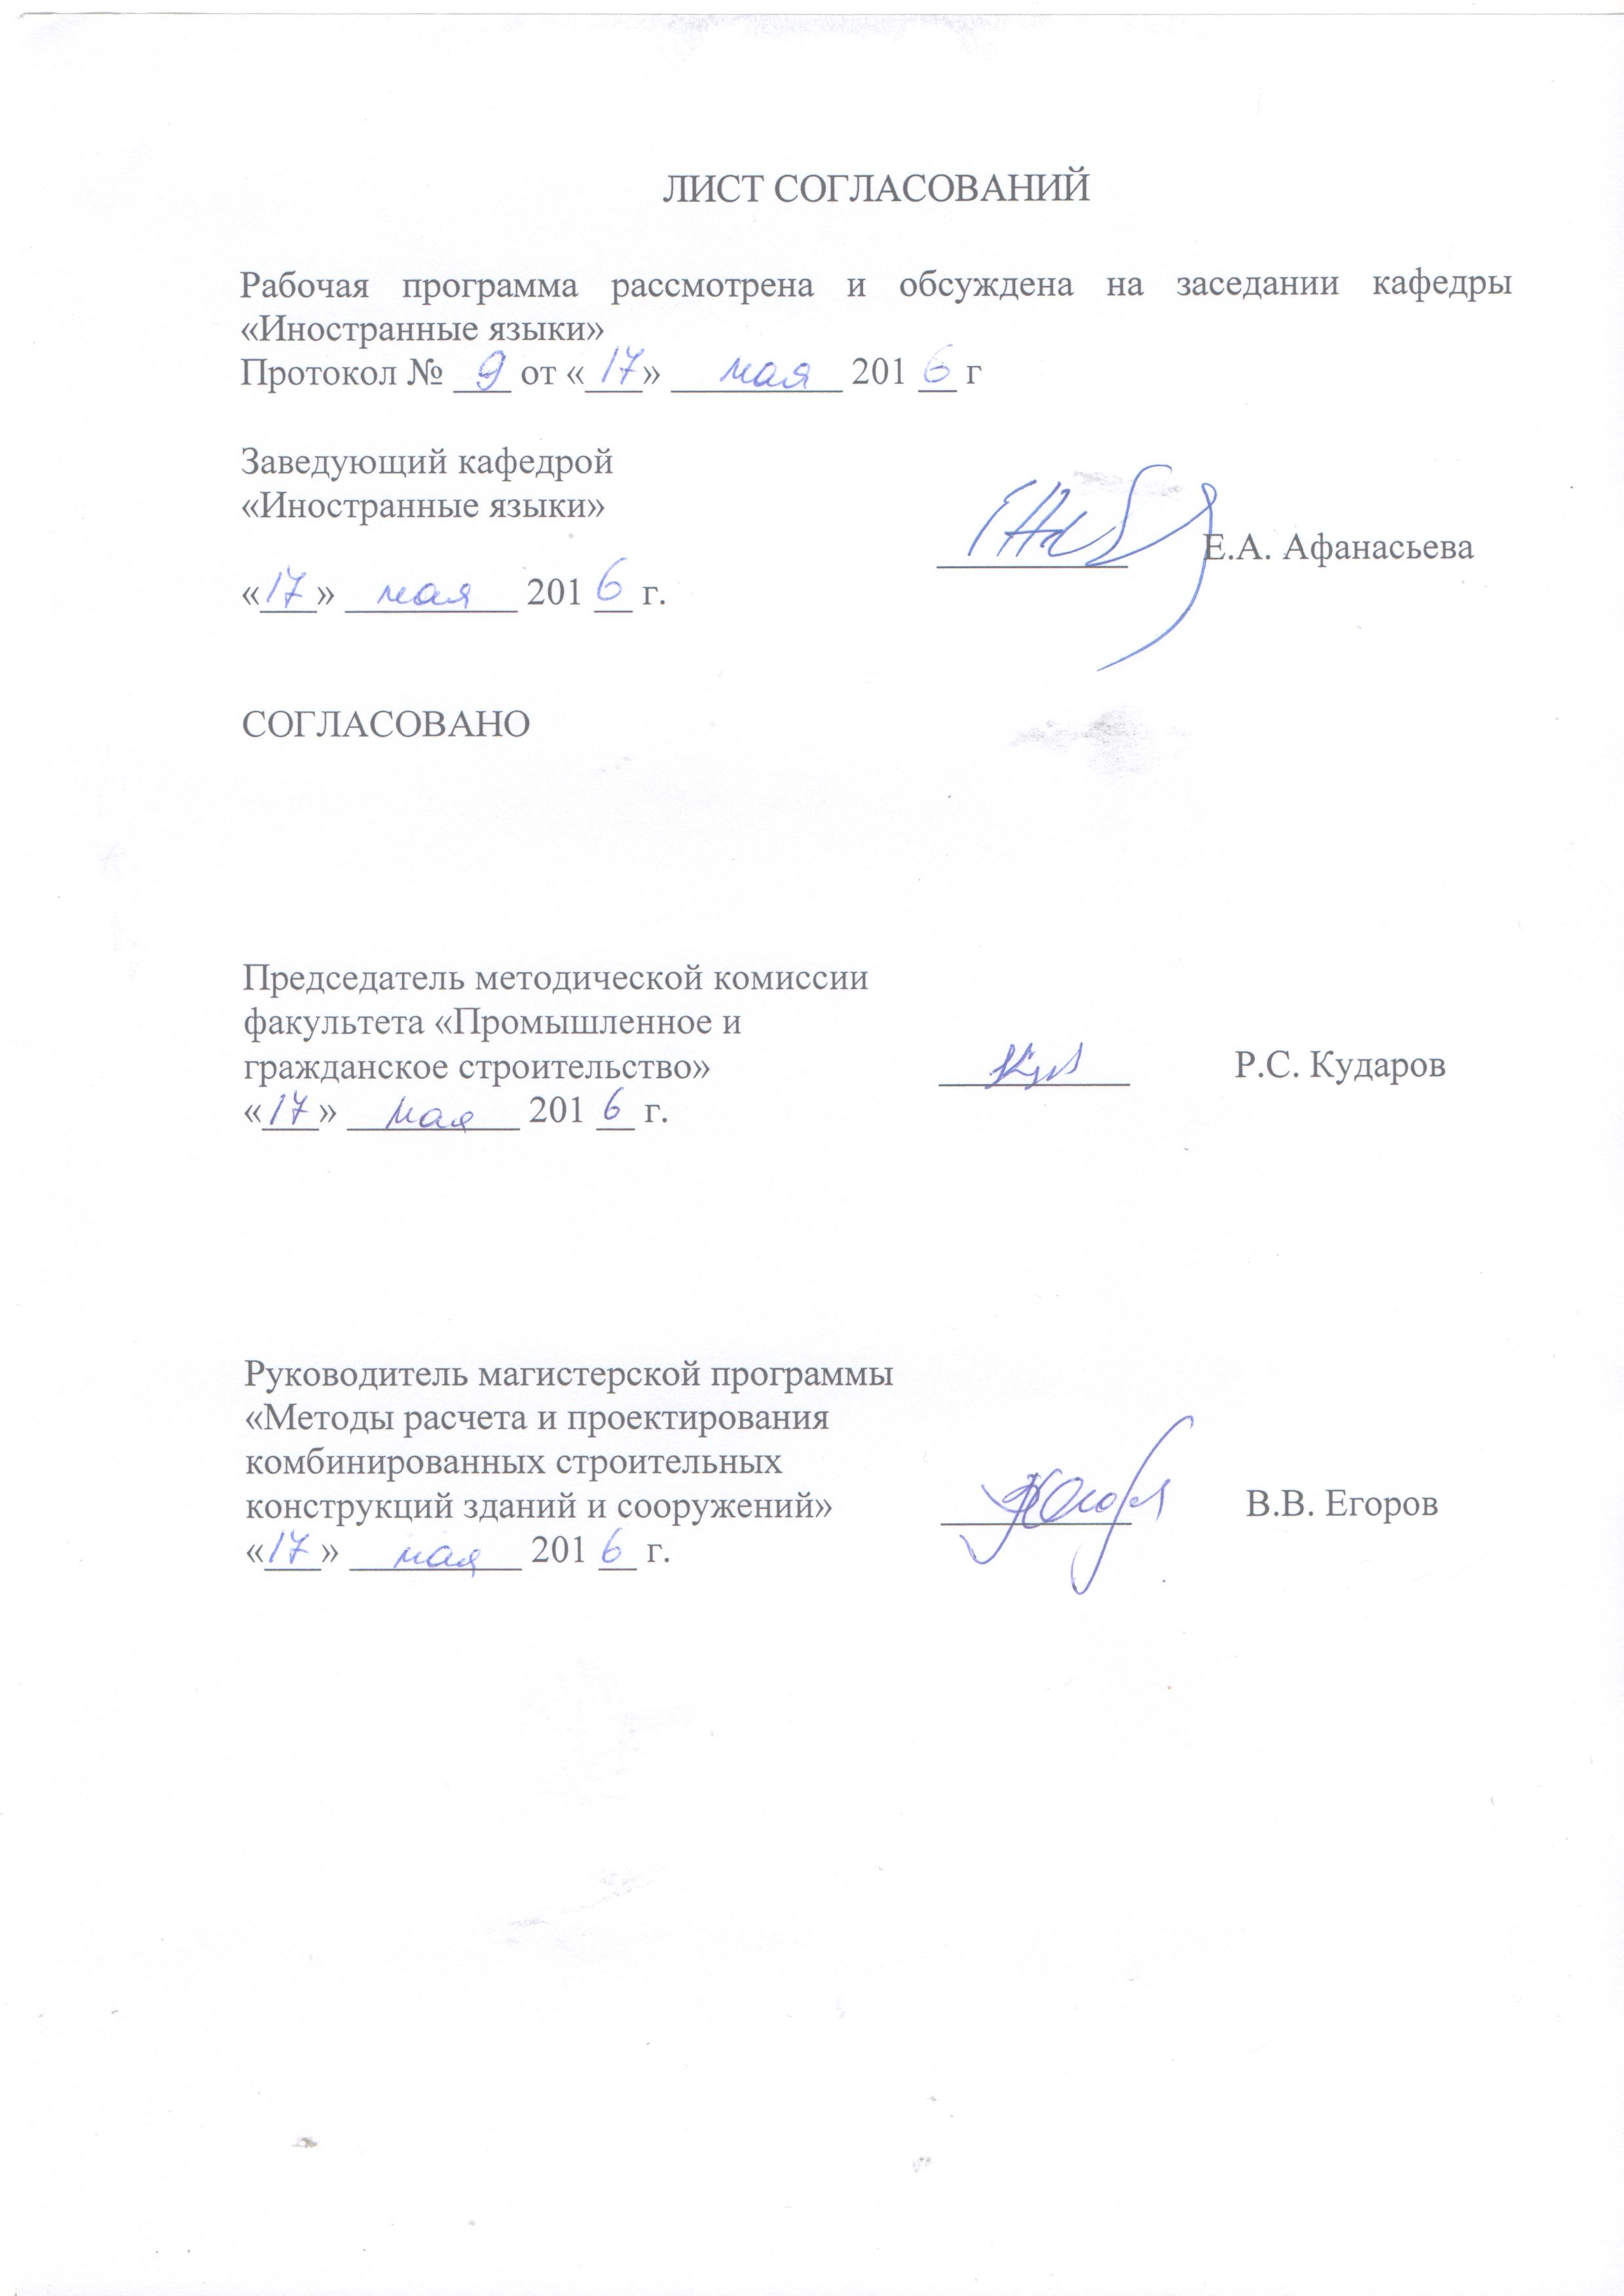 ЛИСТ СОГЛАСОВАНИЙ
Рабочая программа рассмотрена и обсуждена на заседании кафедры
«Иностранные языки»
Протокол № 9 от «17» мая 2016 г
Заведующий кафедрой
«Иностранные языки»
Е.А. Афанасьева
«17» мая 2016 г.
СОГЛАСОВАНО
Председатель методической комиссии
факультета «Промышленное и
гражданское строительство» Р.С. Кударов
«17» мая 2016 г.
Руководитель магистерской программы
«Методы расчета и проектирования
комбинированных строительных
конструкций зданий и сооружений» В.В. Егоров
«17» мая 2016 г.